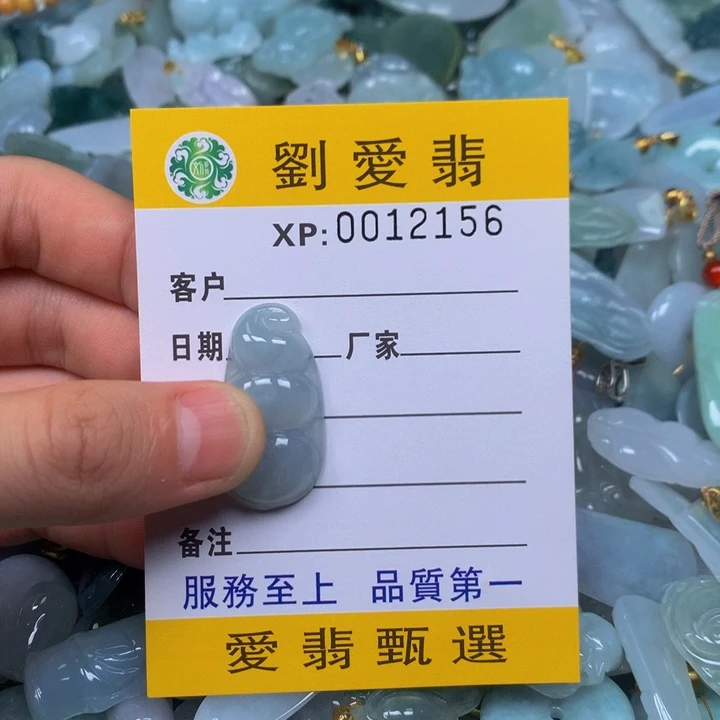 劉愛翡
XP:0012156
客户
日期 厂家
备注
服務至上 品質第一
愛翡甄選